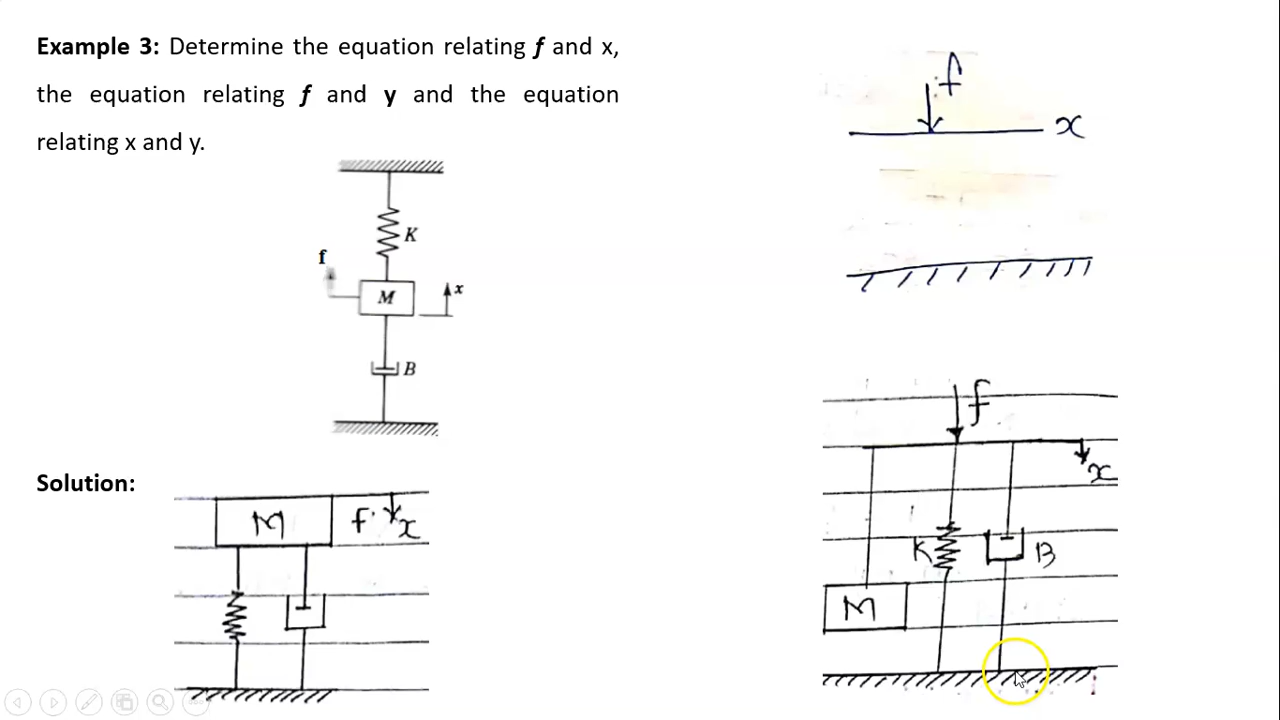 Example 3: Determine the equation relating f and x,
the equation relating f and y and the equation
relating x and y.
K
f
M
x
B
Solution:
M f x
f
x
f
x
K B
M